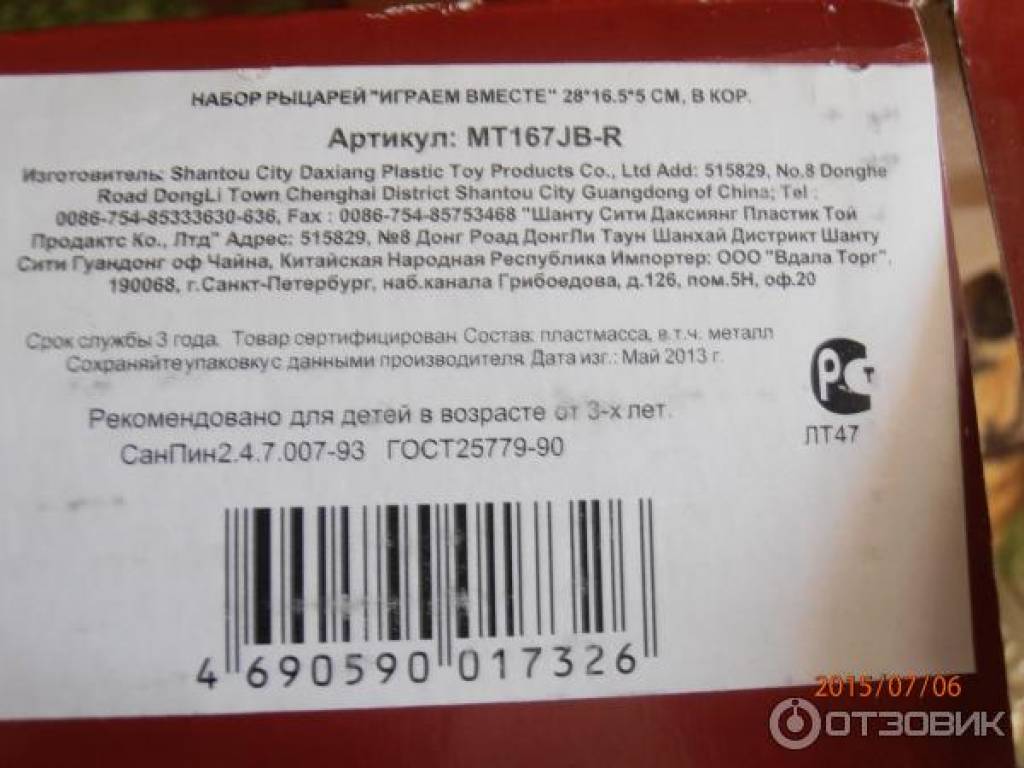 НАБОР РЫЦАРЕЙ "ИГРАЕМ ВМЕСТЕ" 28*16.5*5 СМ, В КОР.
Артикул: MT167JB-R
Изготовитель: Shantou City Daxiang Plastic Toy Products Co., Ltd Add: 515829, No.8 Donghe
Road DongLi Town Chenghai District Shantou City Guangdong of China; Tel :
0086-754-85333630-636, Fax : 0086-754-85753468 "Шанту Сити Даксиянг Пластик Той
Продактс Ко., Лтд" Адрес: 515829, №8 Донг Роад ДонгЛи Таун Шанхай Дистрикт Шанту
Сити Гуандонг оф Чайна, Китайская Народная Республика Импортер: ООО "Вдала Торг",
190068, г.Санкт-Петербург, наб.канала Грибоедова, д.126, пом.5Н, оф.20
Срок службы 3 года. Товар сертифицирован Состав: пластмасса, в.т.ч. металл
Сохраняйте упаковку с данными производителя. Дата изг.: Май 2013 г.
РСТ
ЛТ47
Рекомендовано для детей в возрасте от 3-х лет.
СанПин2.4.7.007-93 ГОСТ25779-90
4 690590 017326
2015/07/06
ОТЗОВИК